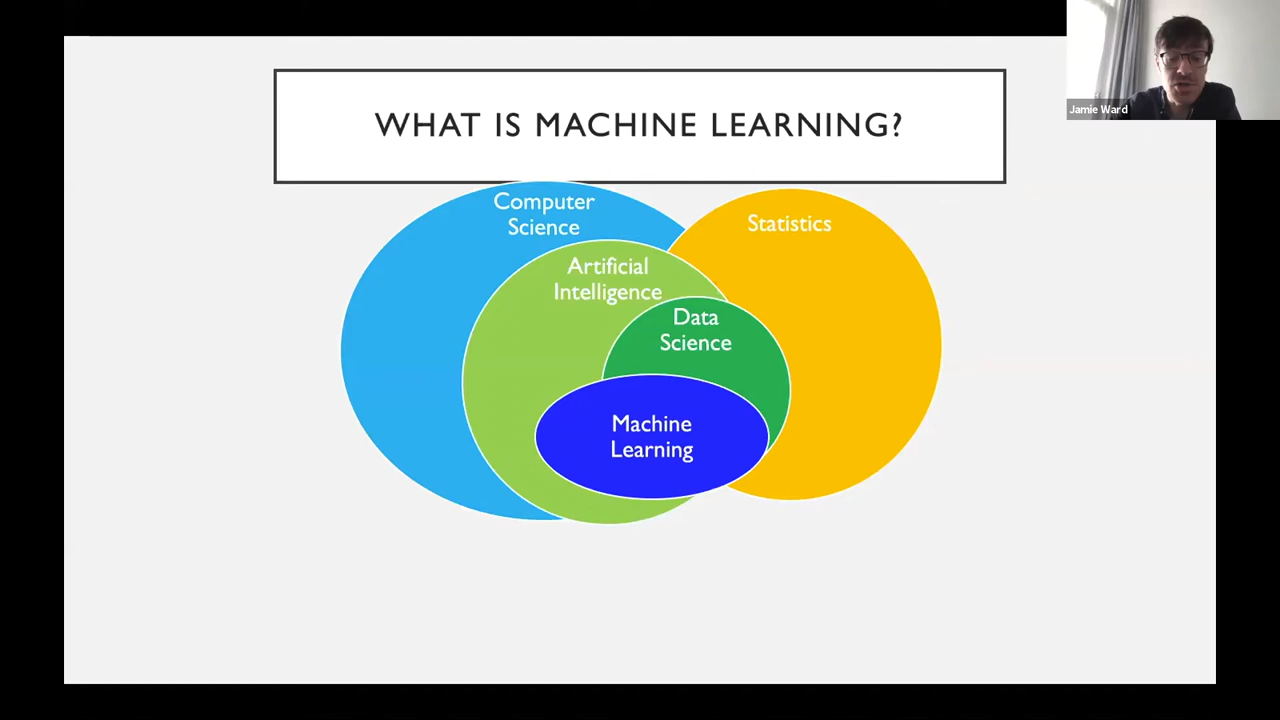 WHAT IS MACHINE LEARNING?
Jamie Ward
Computer
Science
Statistics
Artificial
Intelligence
Data
Science
Machine
Learning